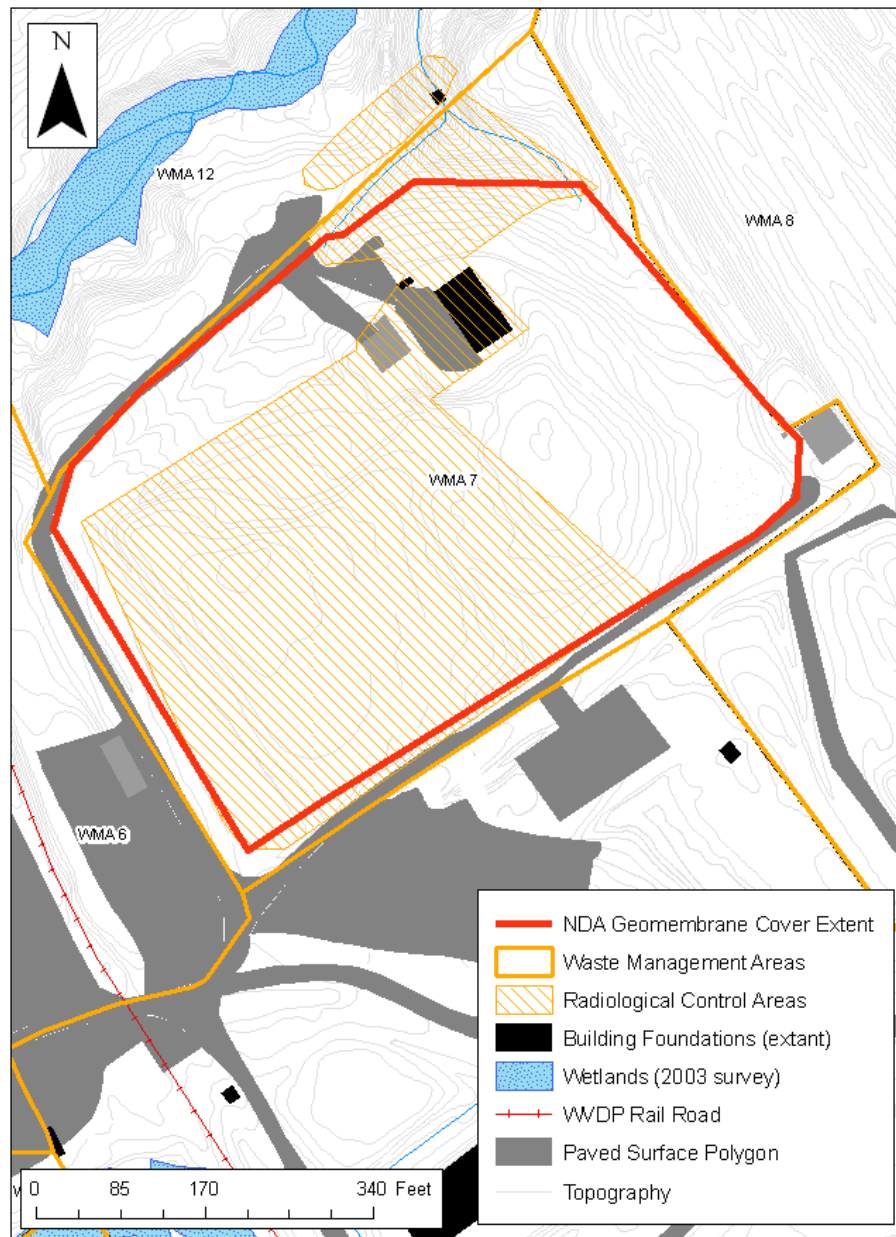 N
WMA 12
WMA 8
WMA 7
WMA 6
NDA Geomembrane Cover Extent
Waste Management Areas
Radiological Control Areas
Building Foundations (extant)
Wetlands (2003 survey)
WVDP Rail Road
Paved Surface Polygon
Topography
0 85 170 340 Feet